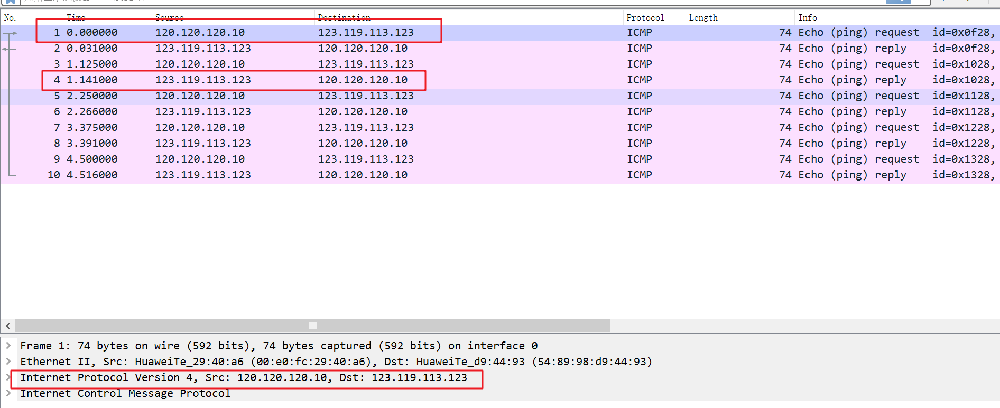 No. Time Source Destination Protocol Length Info
1 0.000000 120.120.120.10 123.119.113.123 ICMP 74 Echo (ping) request id=0x0f28,
2 0.031000 123.119.113.123 120.120.120.10 ICMP 74 Echo (ping) reply id=0x0f28,
3 1.125000 120.120.120.10 123.119.113.123 ICMP 74 Echo (ping) request id=0x1028,
4 1.141000 123.119.113.123 120.120.120.10 ICMP 74 Echo (ping) reply id=0x1028,
5 2.250000 120.120.120.10 123.119.113.123 ICMP 74 Echo (ping) request id=0x1128,
6 2.266000 123.119.113.123 120.120.120.10 ICMP 74 Echo (ping) reply id=0x1128,
7 3.375000 120.120.120.10 123.119.113.123 ICMP 74 Echo (ping) request id=0x1228,
8 3.391000 123.119.113.123 120.120.120.10 ICMP 74 Echo (ping) reply id=0x1228,
9 4.500000 120.120.120.10 123.119.113.123 ICMP 74 Echo (ping) request id=0x1328,
10 4.516000 123.119.113.123 120.120.120.10 ICMP 74 Echo (ping) reply id=0x1328,
Frame 1: 74 bytes on wire (592 bits), 74 bytes captured (592 bits) on interface 0
Ethernet II, Src: HuaweiTe_29:40:a6 (00:e0:fc:29:40:a6), Dst: HuaweiTe_d9:44:93 (54:89:98:d9:44:93)
Internet Protocol Version 4, Src: 120.120.120.10, Dst: 123.119.113.123
Internet Control Message Protocol